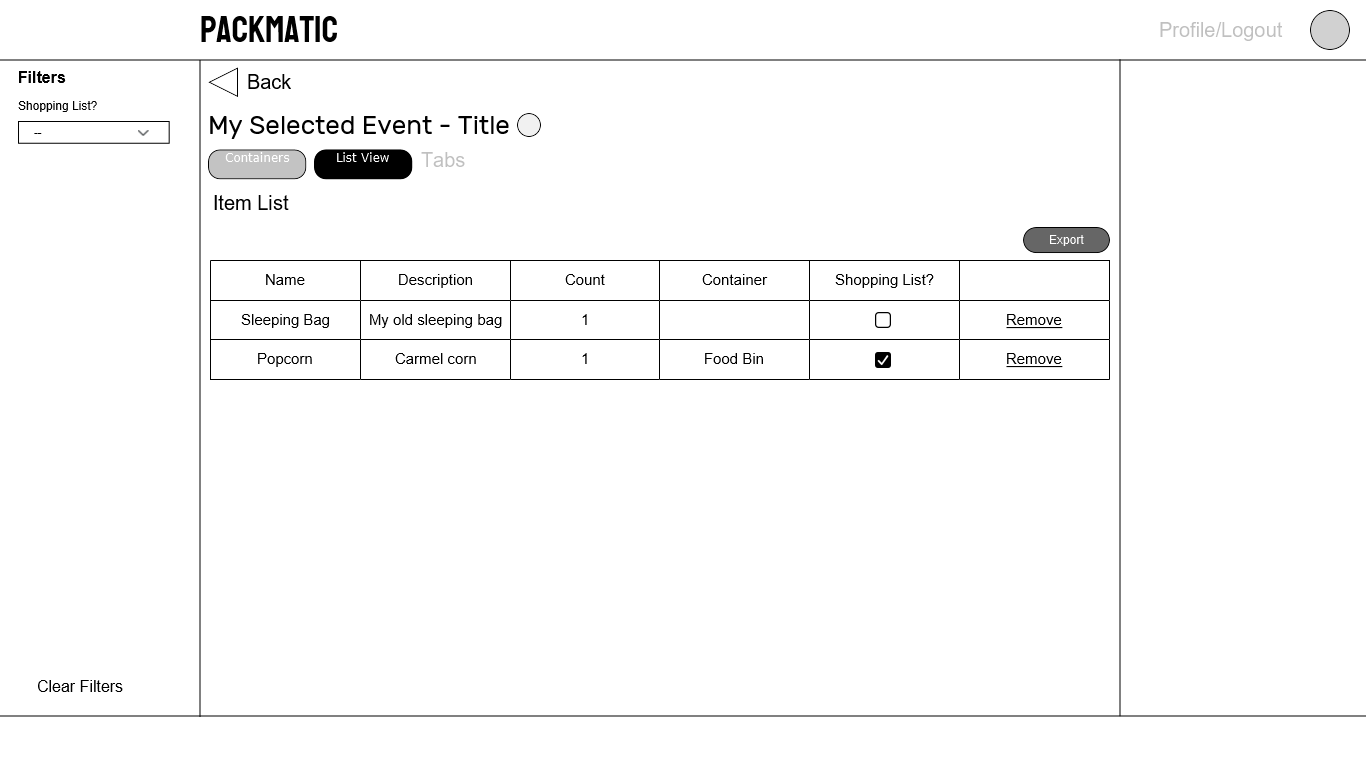 PACKMATIC
Profile/Logout
Filters
Shopping List?
--
Clear Filters
Back
My Selected Event - Title
Containers
List View
Tabs
Item List
Export
Name Description Count Container Shopping List?
Sleeping Bag My old sleeping bag 1 Remove
Popcorn Carmel corn 1 Food Bin Remove